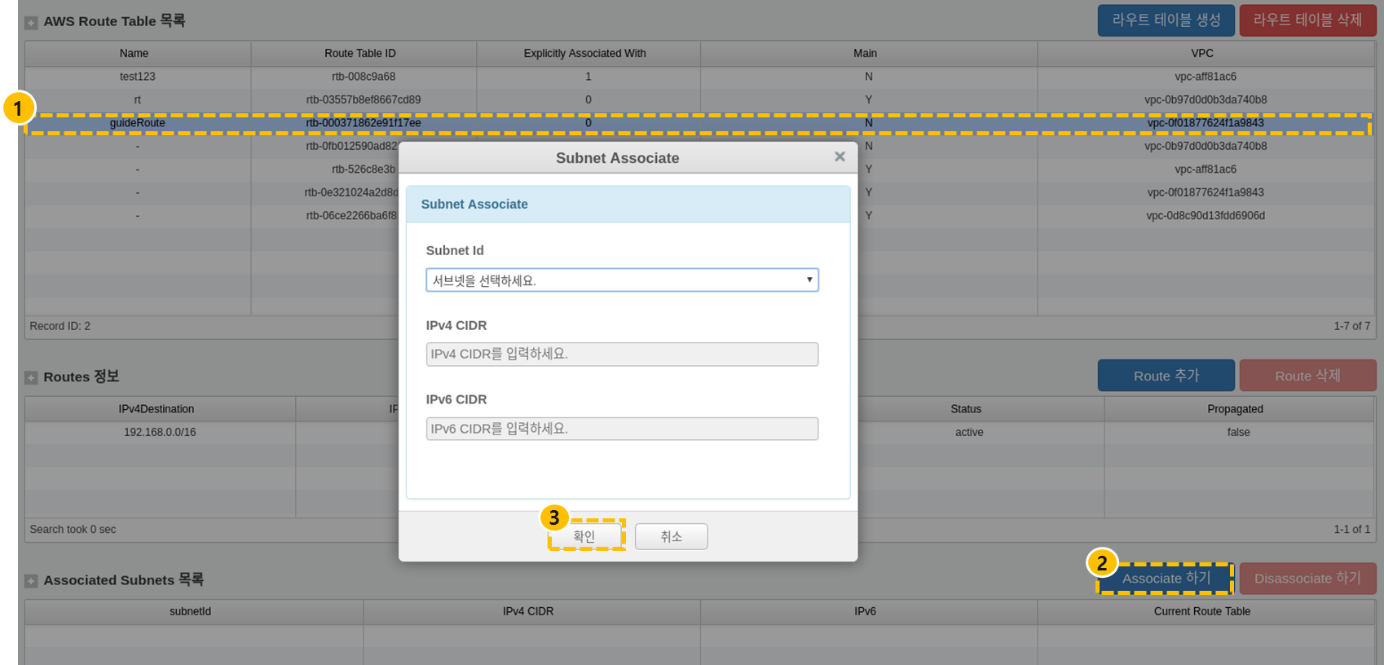 AWS Route Table 목록
라우트 테이블 생성
라우트 테이블 삭제
Name Route Table ID Explicitly Associated With Main VPC
test123 rtb-008c9a68 1 N vpc-aff81ac6
rt rtb-03557b8ef8667cd89 0 Y vpc-0b97d0d0b3da740b8
1
guideRoute rtb-000371862e91f17ee 0 N vpc-0f01877624f1a9843
- rtb-0fb012590ad82 N vpc-0b97d0d0b3da740b8
- rtb-526c8e3b Y vpc-aff81ac6
- rtb-0e321024a2d8d Y vpc-0f01877624f1a9843
- rtb-06ce2266ba6f8 Y vpc-0d8c90d13fdd6906d
Record ID: 2 1-7 of 7
Subnet Associate
Subnet Associate
Subnet Id
서브넷을 선택하세요.
IPv4 CIDR
IPv4 CIDR를 입력하세요.
IPv6 CIDR
IPv6 CIDR를 입력하세요.
3
확인
취소
Routes 정보
Route 추가
Route 삭제
IPv4Destination IP Status Propagated
192.168.0.0/16 active false
Search took 0 sec 1-1 of 1
Associated Subnets 목록
2
Associate 하기
Disassociate 하기
subnetId IPv4 CIDR IPv6 Current Route Table